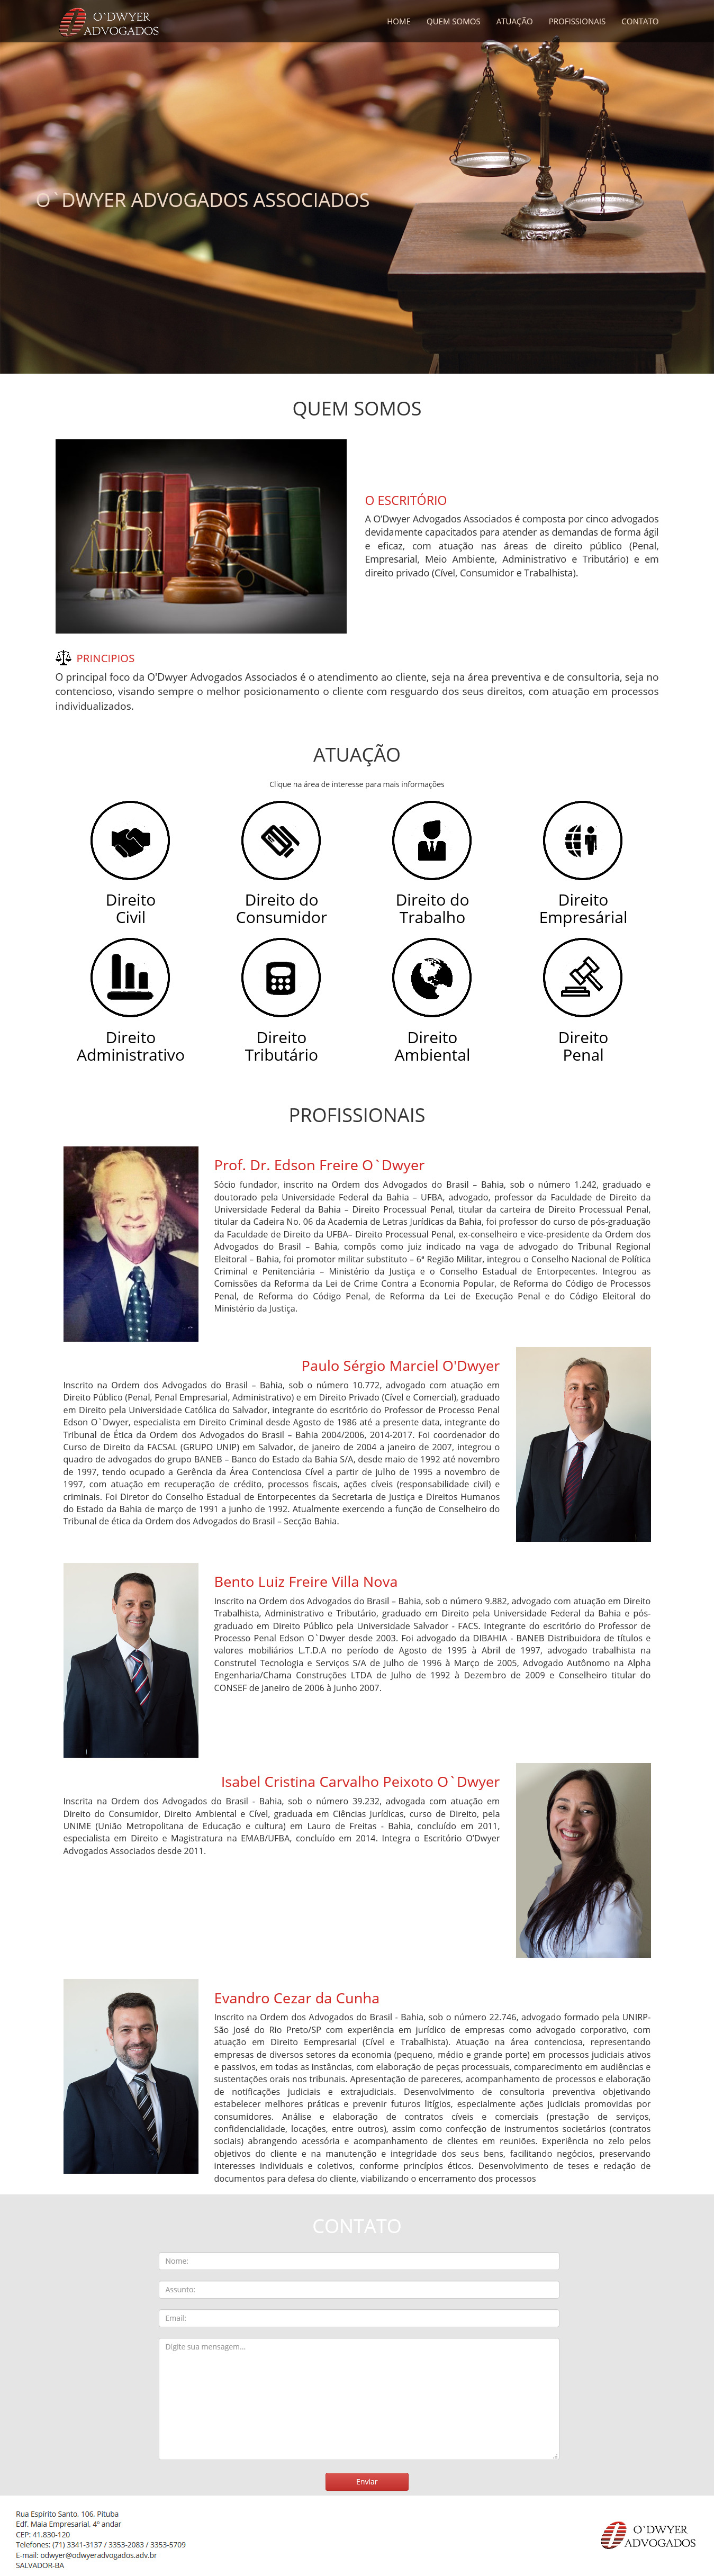 O`DWYER
ADVOGADOS
HOME QUEM SOMOS ATUAÇÃO PROFISSIONAIS CONTATO
O`DWYER ADVOGADOS ASSOCIADOS
QUEM SOMOS
O ESCRITÓRIO
A O'Dwyer Advogados Associados é composta por cinco advogados
devidamente capacitados para atender as demandas de forma ágil
e eficaz, com atuação nas áreas de direito público (Penal,
Empresarial, Meio Ambiente, Administrativo e Tributário) e em
direito privado (Cível, Consumidor e Trabalhista).
PRINCIPIOS
O principal foco da O'Dwyer Advogados Associados é o atendimento ao cliente, seja na área preventiva e de consultoria, seja no
contencioso, visando sempre o melhor posicionamento o cliente com resguardo dos seus direitos, com atuação em processos
individualizados.
ATUAÇÃO
Clique na área de interesse para mais informações
Direito
Civil
Direito do
Consumidor
Direito do
Trabalho
Direito
Empresárial
Direito
Administrativo
Direito
Tributário
Direito
Ambiental
Direito
Penal
PROFISSIONAIS
Prof. Dr. Edson Freire O`Dwyer
Sócio fundador, inscrito na Ordem dos Advogados do Brasil – Bahia, sob o número 1.242, graduado e
doutorado pela Universidade Federal da Bahia – UFBA, advogado, professor da Faculdade de Direito da
Universidade Federal da Bahia – Direito Processual Penal, titular da carteira de Direito Processual Penal,
titular da Cadeira No. 06 da Academia de Letras Jurídicas da Bahia, foi professor do curso de pós-graduação
da Faculdade de Direito da UFBA– Direito Processual Penal, ex-conselheiro e vice-presidente da Ordem dos
Advogados do Brasil – Bahia, compôs como juiz indicado na vaga de advogado do Tribunal Regional
Eleitoral – Bahia, foi promotor militar substituto – 6ª Região Militar, integrou o Conselho Nacional de Política
Criminal e Penitenciária – Ministério da Justiça e o Conselho Estadual de Entorpecentes. Integrou as
Comissões da Reforma da Lei de Crime Contra a Economia Popular, de Reforma do Código de Processos
Penal, de Reforma do Código Penal, de Reforma da Lei de Execução Penal e do Código Eleitoral do
Ministério da Justiça.
Paulo Sérgio Marciel O'Dwyer
Inscrito na Ordem dos Advogados do Brasil – Bahia, sob o número 10.772, advogado com atuação em
Direito Público (Penal, Penal Empresarial, Administrativo) e em Direito Privado (Cível e Comercial), graduado
em Direito pela Universidade Católica do Salvador, integrante do escritório do Professor de Processo Penal
Edson O`Dwyer, especialista em Direito Criminal desde Agosto de 1986 até a presente data, integrante do
Tribunal de Ética da Ordem dos Advogados do Brasil – Bahia 2004/2006, 2014-2017. Foi coordenador do
Curso de Direito da FACSAL (GRUPO UNIP) em Salvador, de janeiro de 2004 a janeiro de 2007, integrou o
quadro de advogados do grupo BANEB – Banco do Estado da Bahia S/A, desde maio de 1992 até novembro
de 1997, tendo ocupado a Gerência da Área Contenciosa Cível a partir de julho de 1995 a novembro de
1997, com atuação em recuperação de crédito, processos fiscais, ações cíveis (responsabilidade civil) e
criminais. Foi Diretor do Conselho Estadual de Entorpecentes da Secretaria de Justiça e Direitos Humanos
do Estado da Bahia de março de 1991 a junho de 1992. Atualmente exercendo a função de Conselheiro do
Tribunal de ética da Ordem dos Advogados do Brasil – Secção Bahia.
Bento Luiz Freire Villa Nova
Inscrito na Ordem dos Advogados do Brasil – Bahia, sob o número 9.882, advogado com atuação em Direito
Trabalhista, Administrativo e Tributário, graduado em Direito pela Universidade Federal da Bahia e pós-
graduado em Direito Público pela Universidade Salvador - FACS. Integrante do escritório do Professor de
Processo Penal Edson O`Dwyer desde 2003. Foi advogado da DIBAHIA - BANEB Distribuidora de títulos e
valores mobiliários L.T.D.A no período de Agosto de 1995 à Abril de 1997, advogado trabalhista na
Construtel Tecnologia e Serviços S/A de Julho de 1996 à Março de 2005, Advogado Autônomo na Alpha
Engenharia/Chama Construções LTDA de Julho de 1992 à Dezembro de 2009 e Conselheiro titular do
CONSEF de Janeiro de 2006 à Junho 2007.
Isabel Cristina Carvalho Peixoto O`Dwyer
Inscrita na Ordem dos Advogados do Brasil - Bahia, sob o número 39.232, advogada com atuação em
Direito do Consumidor, Direito Ambiental e Cível, graduada em Ciências Jurídicas, curso de Direito, pela
UNIME (União Metropolitana de Educação e cultura) em Lauro de Freitas - Bahia, concluído em 2011,
especialista em Direito e Magistratura na EMAB/UFBA, concluído em 2014. Integra o Escritório O'Dwyer
Advogados Associados desde 2011.
Evandro Cezar da Cunha
Inscrito na Ordem dos Advogados do Brasil - Bahia, sob o número 22.746, advogado formado pela UNIRP-
São José do Rio Preto/SP com experiência em jurídico de empresas como advogado corporativo, com
atuação em Direito Eempresarial (Cível e Trabalhista). Atuação na área contenciosa, representando
empresas de diversos setores da economia (pequeno, médio e grande porte) em processos judiciais ativos
e passivos, em todas as instâncias, com elaboração de peças processuais, comparecimento em audiências e
sustentações orais nos tribunais. Apresentação de pareceres, acompanhamento de processos e elaboração
de notificações judiciais e extrajudiciais. Desenvolvimento de consultoria preventiva objetivando
estabelecer melhores práticas e prevenir futuros litígios, especialmente ações judiciais promovidas por
consumidores. Análise e elaboração de contratos cíveis e comerciais (prestação de serviços,
confidencialidade, locações, entre outros), assim como confecção de instrumentos societários (contratos
sociais) abrangendo acessória e acompanhamento de clientes em reuniões. Experiência no zelo pelos
objetivos do cliente e na manutenção e integridade dos seus bens, facilitando negócios, preservando
interesses individuais e coletivos, conforme princípios éticos. Desenvolvimento de teses e redação de
documentos para defesa do cliente, viabilizando o encerramento dos processos
CONTATO
Nome:
Assunto:
Email:
Digite sua mensagem...
Enviar
Rua Espírito Santo, 106, Pituba
Edf. Maia Empresarial, 4º andar
CEP: 41.830-120
Telefones: (71) 3341-3137 / 3353-2083 / 3353-5709
E-mail: odwyer@odwyeradvogados.adv.br
SALVADOR-BA
O`DWYER
ADVOGADOS